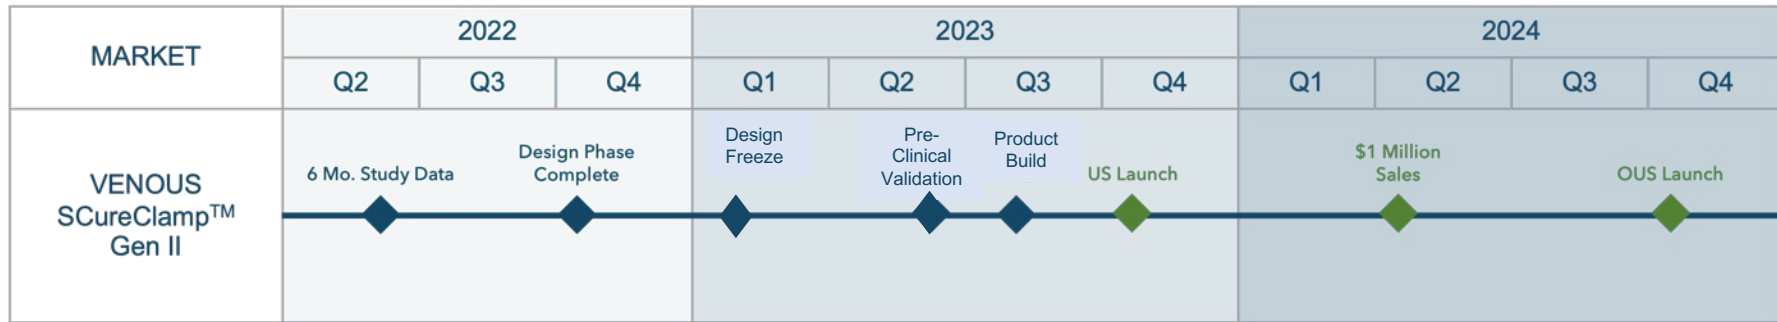 MARKET
2022
2023
2024
Q2
Q3
Q4
Q1
Q2
Q3
Q4
Q1
Q2
Q3
Q4
VENOUS
SCureClamp™
Gen II
6 Mo. Study Data
Design Phase
Complete
Design
Freeze
Pre-
Clinical
Validation
Product
Build
US Launch
$1 Million
Sales
OUS Launch